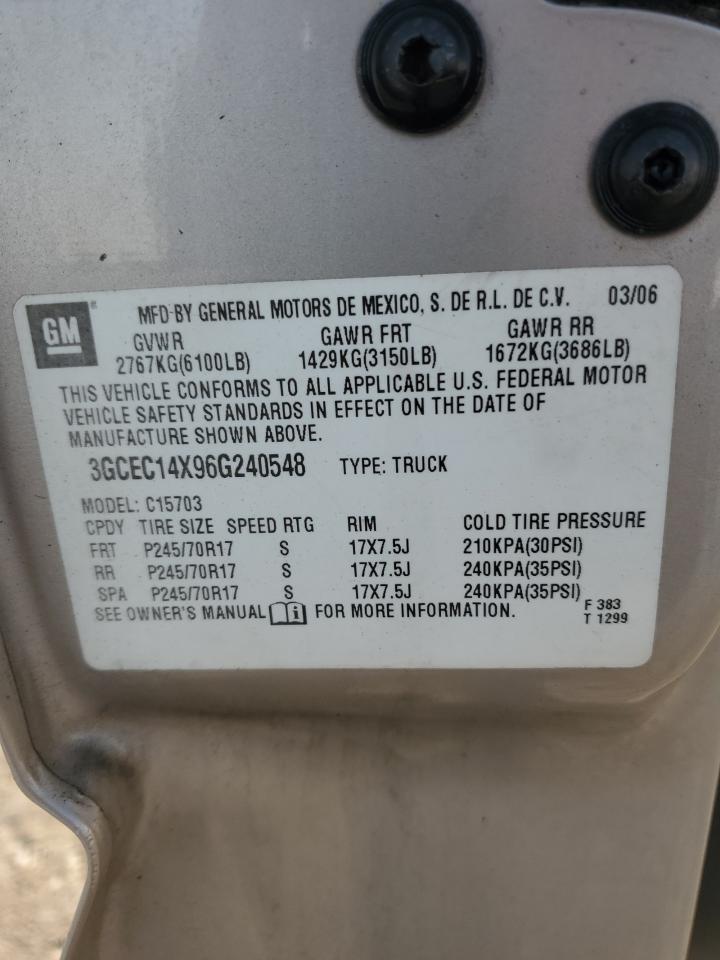 GM® MFD BY GENERAL MOTORS DE MEXICO, S. DE R.L. DE C.V. 03/06
GVWR GAWR FRT GAWR RR
2767KG(6100LB) 1429KG(3150LB) 1672KG(3686LB)
THIS VEHICLE CONFORMS TO ALL APPLICABLE U.S. FEDERAL MOTOR
VEHICLE SAFETY STANDARDS IN EFFECT ON THE DATE OF
MANUFACTURE SHOWN ABOVE.
3GCEC14X96G240548 TYPE: TRUCK
MODEL: C15703
CPDY TIRE SIZE SPEED RTG RIM COLD TIRE PRESSURE
FRT P245/70R17 S 17X7.5J 210KPA(30PSI)
RR P245/70R17 S 17X7.5J 240KPA(35PSI)
SPA P245/70R17 S 17X7.5J 240KPA(35PSI)
SEE OWNER'S MANUAL i FOR MORE INFORMATION. F 383
T 1299